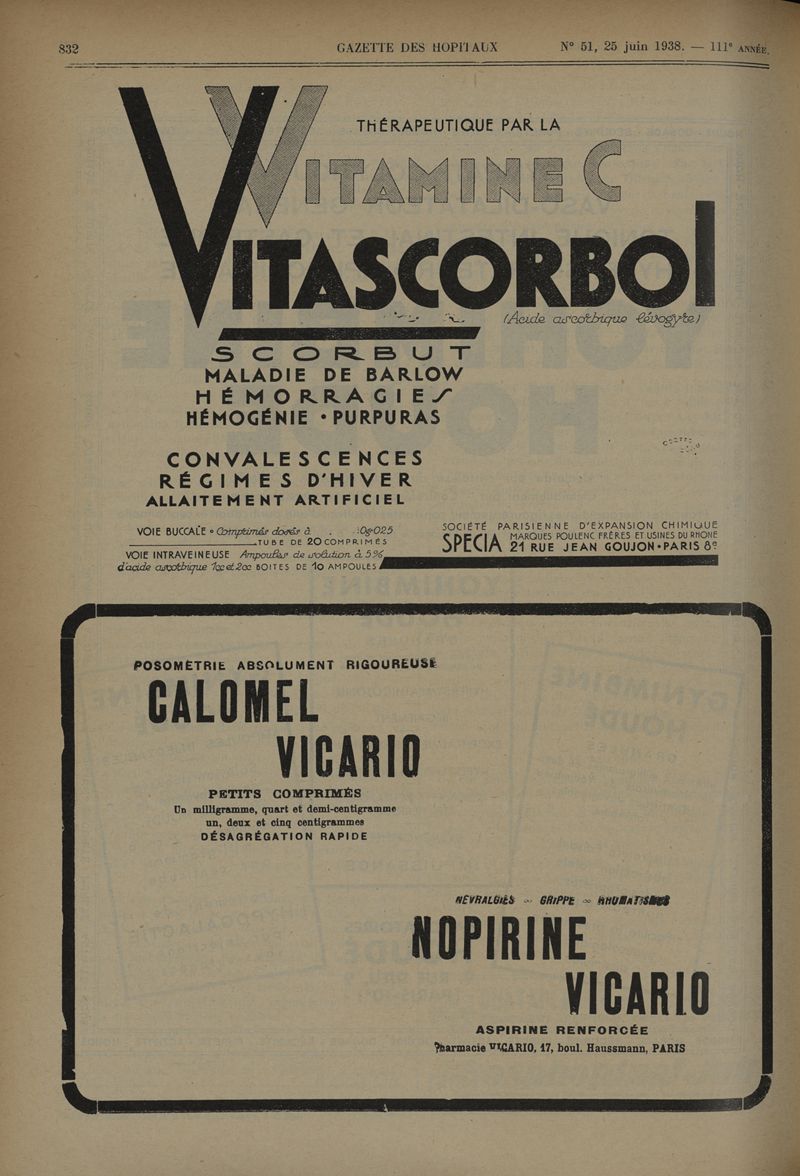 832
GAZETTE DES HOPITAUX
N° 51, 25 juin 1938. — 111e ANNÉE.
THÉRAPEUTIQUE PAR LA
VITAMINE C
VITASCORBOL
(Acide ascorbique lévogyre)
SCORBUT
MALADIE DE BARLOW
HÉMORRAGIES
HÉMOGÉNIE • PURPURAS
CONVALESCENCES
RÉGIMES D'HIVER
ALLAITEMENT ARTIFICIEL
VOIE BUCCALE • Comprimés dosés à 0g025
TUBE DE 20 COMPRIMÉS
VOIE INTRAVEINEUSE Ampoules de solution à 5%
d'acide ascorbique 1cc et 2cc BOITES DE 10 AMPOULES
SOCIÉTÉ PARISIENNE D'EXPANSION CHIMIQUE
SPECIA MARQUES POULENC FRÈRES ET USINES DU RHONE
21 RUE JEAN GOUJON • PARIS 8e
POSOMÉTRIE ABSOLUMENT RIGOUREUSE
CALOMEL
VICARIO
PETITS COMPRIMÉS
Un milligramme, quart et demi-centigramme
un, deux et cinq centigrammes
DÉSAGRÉGATION RAPIDE
NÉVRALGIES ∞ GRIPPE ∞ RHUMATISMES
NOPIRINE
VICARIO
ASPIRINE RENFORCÉE
Pharmacie VICARIO, 17, boul. Haussmann, PARIS